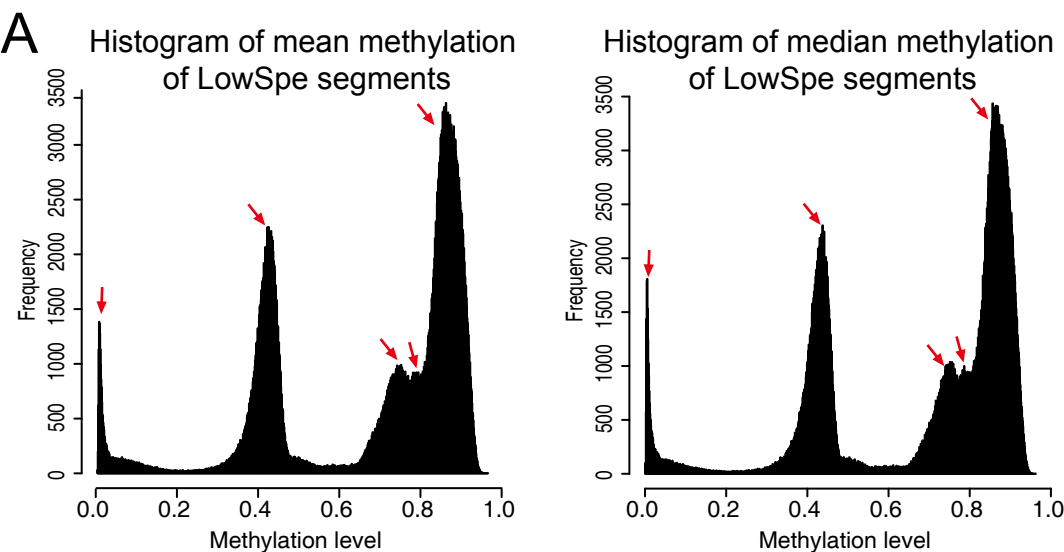 A
Histogram of mean methylation
of LowSpe segments
Frequency
0
500
1000
1500
2000
2500
3000
3500
0.0 0.2 0.4 0.6 0.8 1.0
Methylation level
Histogram of median methylation
of LowSpe segments
Frequency
0
500
1000
1500
2000
2500
3000
3500
0.0 0.2 0.4 0.6 0.8 1.0
Methylation level